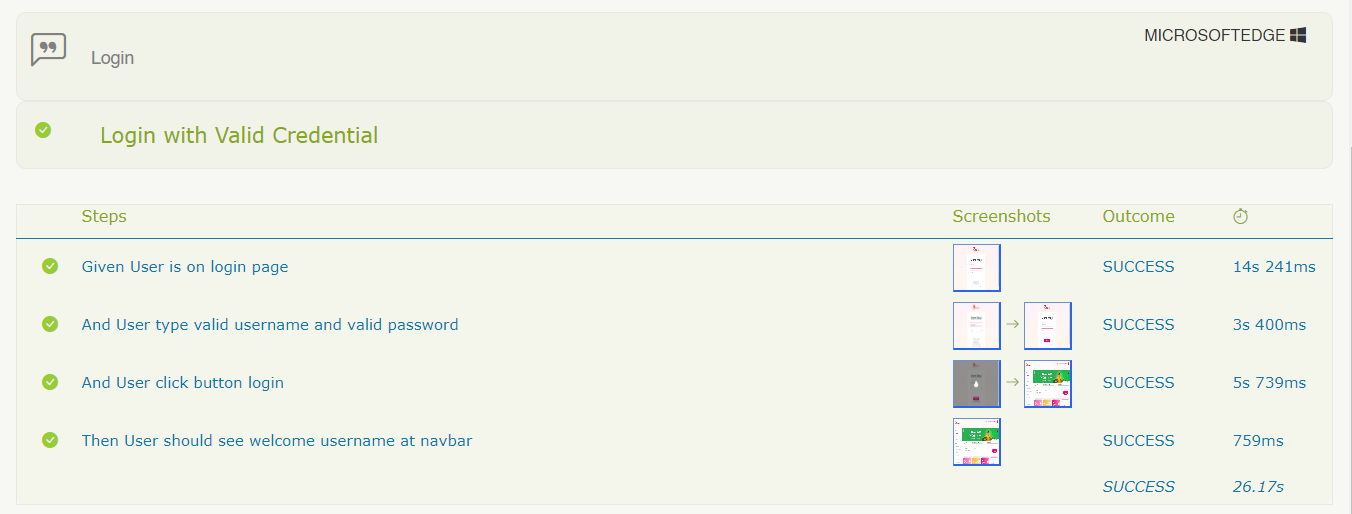 MICROSOFTEDGE
Login
Login with Valid Credential
Steps Screenshots Outcome
Given User is on login page SUCCESS 14s 241ms
And User type valid username and valid password SUCCESS 3s 400ms
And User click button login SUCCESS 5s 739ms
Then User should see welcome username at navbar SUCCESS 759ms
SUCCESS 26.17s